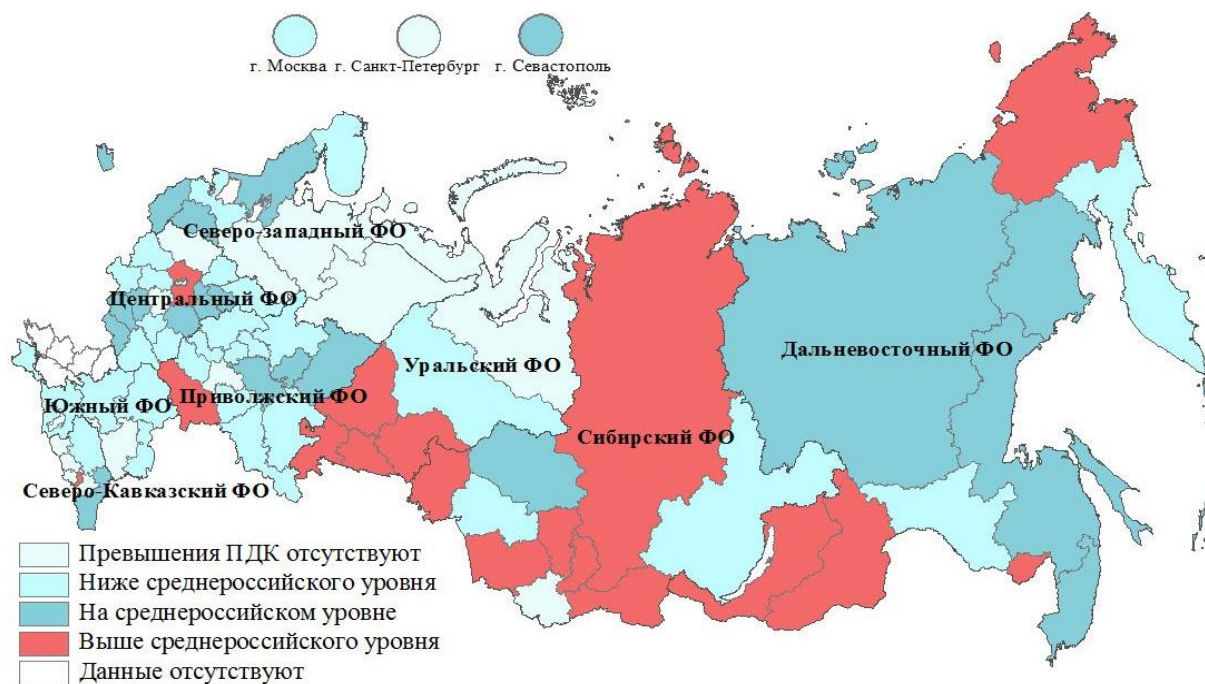 г. Москва г. Санкт-Петербург г. Севастополь
Северо-западный ФО
Центральный ФО
Дальневосточный ФО
Уральский ФО
Приволжский ФО
Южный ФО
Сибирский ФО
Северо-Кавказский ФО
Превышения ПДК отсутствуют
Ниже среднероссийского уровня
На среднероссийском уровне
Выше среднероссийского уровня
Данные отсутствуют